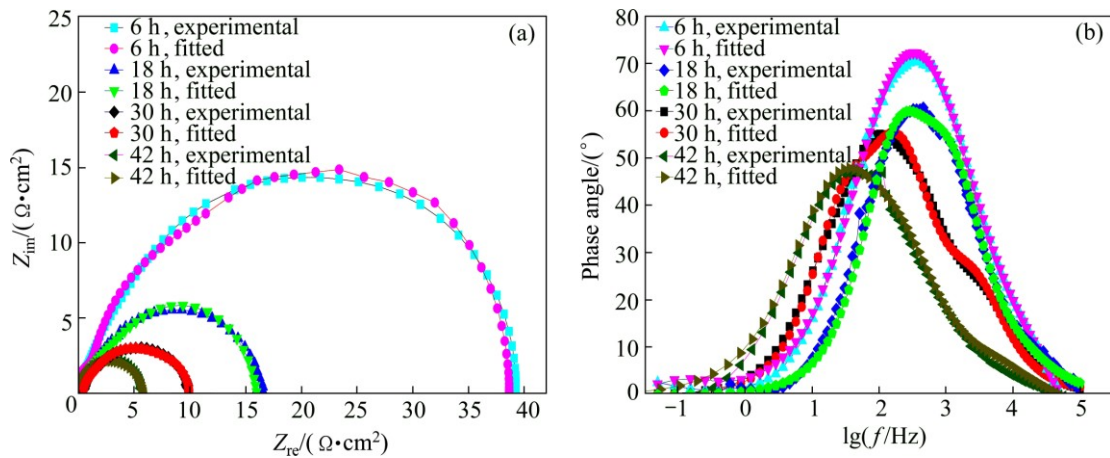 25
20
15
10
5
0
Z_im/(Ω•cm²)
(a)
6 h, experimental
6 h, fitted
18 h, experimental
18 h, fitted
30 h, experimental
30 h, fitted
42 h, experimental
42 h, fitted
0 5 10 15 20 25 30 35 40
Z_re/(Ω•cm²)
80
70
60
50
40
30
20
10
0
Phase angle/(°)
(b)
6 h, experimental
6 h, fitted
18 h, experimental
18 h, fitted
30 h, experimental
30 h, fitted
42 h, experimental
42 h, fitted
−1 0 1 2 3 4 5
lg(f/Hz)